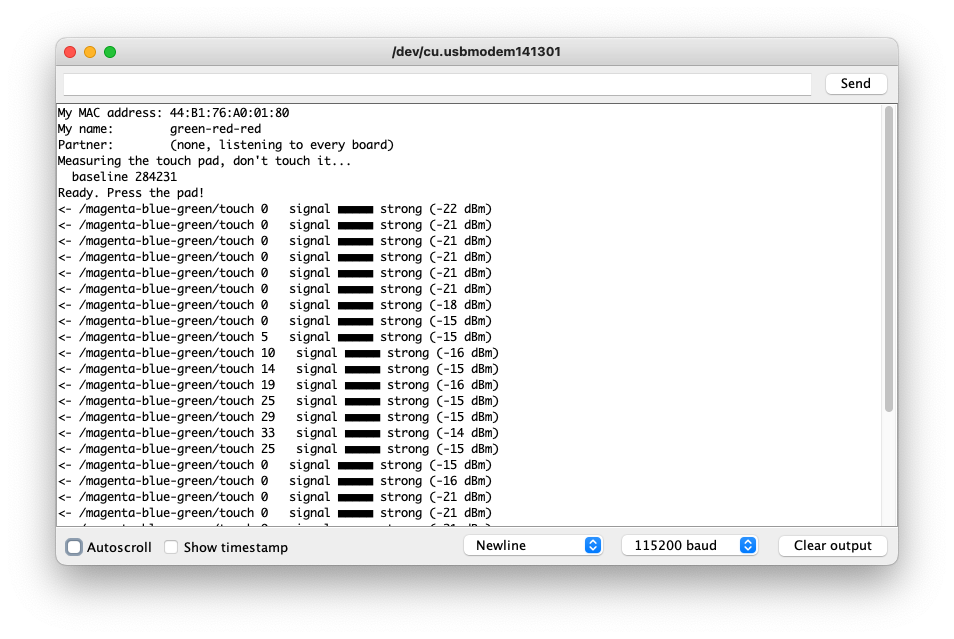 /dev/cu.usbmodem141301
Send
My MAC address: 44:B1:76:A0:01:80
My name: green-red-red
Partner: (none, listening to every board)
Measuring the touch pad, don't touch it...
baseline 284231
Ready. Press the pad!
<- /magenta-blue-green/touch 0 signal ▅▅▅▅▅ strong (-22 dBm)
<- /magenta-blue-green/touch 0 signal ▅▅▅▅▅ strong (-21 dBm)
<- /magenta-blue-green/touch 0 signal ▅▅▅▅▅ strong (-21 dBm)
<- /magenta-blue-green/touch 0 signal ▅▅▅▅▅ strong (-21 dBm)
<- /magenta-blue-green/touch 0 signal ▅▅▅▅▅ strong (-21 dBm)
<- /magenta-blue-green/touch 0 signal ▅▅▅▅▅ strong (-21 dBm)
<- /magenta-blue-green/touch 0 signal ▅▅▅▅▅ strong (-18 dBm)
<- /magenta-blue-green/touch 0 signal ▅▅▅▅▅ strong (-15 dBm)
<- /magenta-blue-green/touch 5 signal ▅▅▅▅▅ strong (-15 dBm)
<- /magenta-blue-green/touch 10 signal ▅▅▅▅▅ strong (-16 dBm)
<- /magenta-blue-green/touch 14 signal ▅▅▅▅▅ strong (-15 dBm)
<- /magenta-blue-green/touch 19 signal ▅▅▅▅▅ strong (-16 dBm)
<- /magenta-blue-green/touch 25 signal ▅▅▅▅▅ strong (-15 dBm)
<- /magenta-blue-green/touch 29 signal ▅▅▅▅▅ strong (-15 dBm)
<- /magenta-blue-green/touch 33 signal ▅▅▅▅▅ strong (-14 dBm)
<- /magenta-blue-green/touch 25 signal ▅▅▅▅▅ strong (-15 dBm)
<- /magenta-blue-green/touch 0 signal ▅▅▅▅▅ strong (-15 dBm)
<- /magenta-blue-green/touch 0 signal ▅▅▅▅▅ strong (-16 dBm)
<- /magenta-blue-green/touch 0 signal ▅▅▅▅▅ strong (-21 dBm)
<- /magenta-blue-green/touch 0 signal ▅▅▅▅▅ strong (-21 dBm)
Autoscroll Show timestamp Newline 115200 baud Clear output